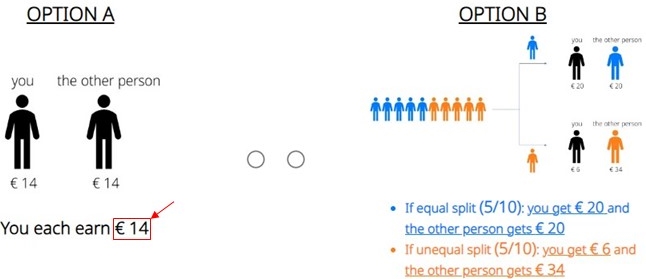 OPTION A
you the other person
€ 14 € 14
You each earn € 14
OPTION B
you the other person
€ 20 € 20
you the other person
€ 6 € 34
• If equal split (5/10): you get € 20 and
the other person gets € 20
• If unequal split (5/10): you get € 6 and
the other person gets € 34